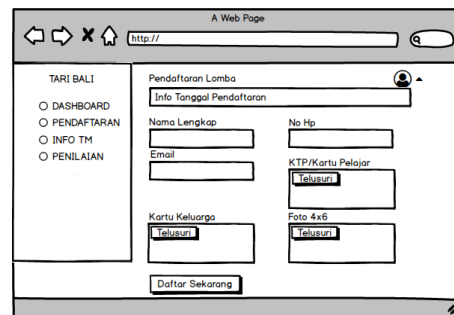 A Web Page
http://
TARI BALI
DASHBOARD
PENDAFTARAN
INFO TM
PENILAIAN
Pendaftaran Lomba
Info Tanggal Pendaftaran
Nama Lengkap
No Hp
Email
KTP/Kartu Pelajar
Telusuri
Kartu Keluarga
Foto 4x6
Telusuri
Telusuri
Daftar Sekarang